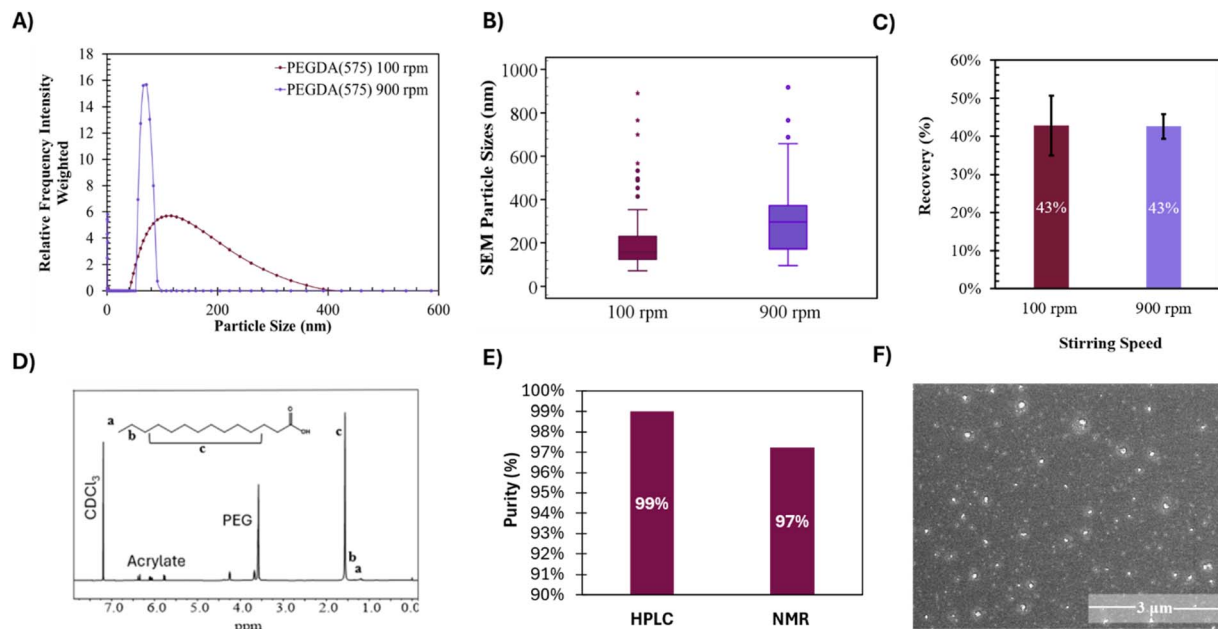 A)
Relative Frequency Intensity
Weighted
18
16
14
12
10
8
6
4
2
0
PEGDA(575) 100 rpm
PEGDA(575) 900 rpm
0
200
400
600
Particle Size (nm)
B)
SEM Particle Sizes (nm)
1000
800
600
400
200
0
100 rpm
900 rpm
C)
Recovery (%)
60%
50%
40%
30%
20%
10%
0%
43%
43%
100 rpm
900 rpm
Stirring Speed
D)
a
b
c
O
OH
c
CDCl₃
PEG
Acrylate
b
a
7.0
6.0
5.0
4.0
3.0
2.0
1.0
0.0
ppm
E)
Purity (%)
100%
99%
98%
97%
96%
95%
94%
93%
92%
91%
90%
99%
97%
HPLC
NMR
F)
3 μm